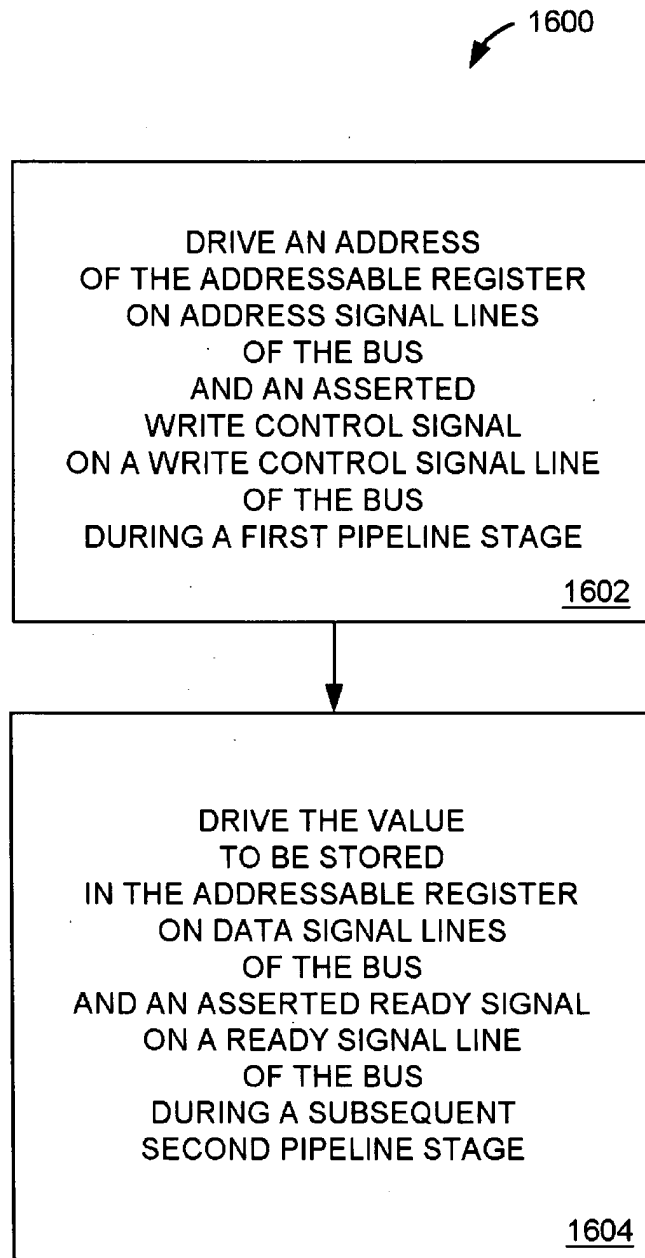 1600
DRIVE AN ADDRESS
OF THE ADDRESSABLE REGISTER
ON ADDRESS SIGNAL LINES
OF THE BUS
AND AN ASSERTED
WRITE CONTROL SIGNAL
ON A WRITE CONTROL SIGNAL LINE
OF THE BUS
DURING A FIRST PIPELINE STAGE
1602
DRIVE THE VALUE
TO BE STORED
IN THE ADDRESSABLE REGISTER
ON DATA SIGNAL LINES
OF THE BUS
AND AN ASSERTED READY SIGNAL
ON A READY SIGNAL LINE
OF THE BUS
DURING A SUBSEQUENT
SECOND PIPELINE STAGE
1604